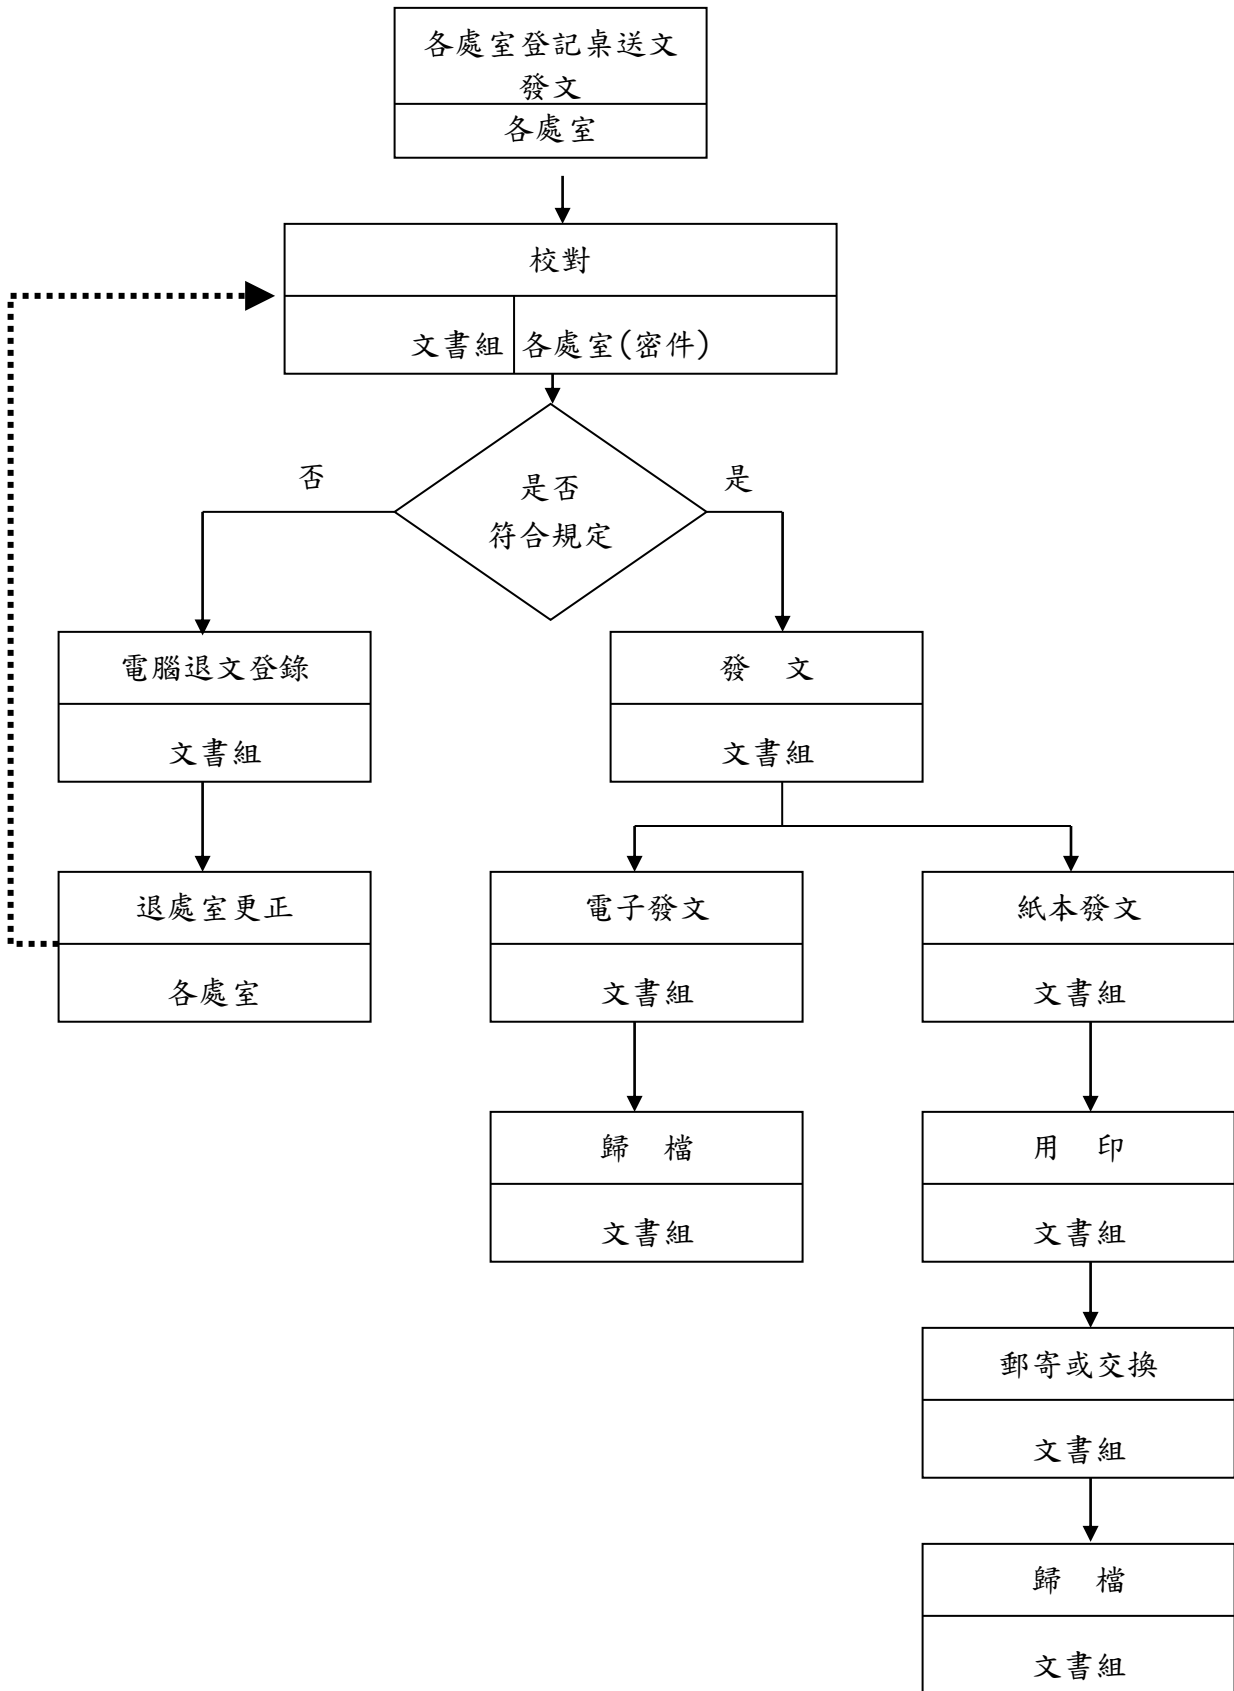 各處室登記桌送文
發文
各處室
校對
文書組 各處室(密件)
否
是
是否
符合規定
電腦退文登錄
文書組
發 文
文書組
退處室更正
各處室
電子發文
文書組
紙本發文
文書組
歸 檔
文書組
用 印
文書組
郵寄或交換
文書組
歸 檔
文書組